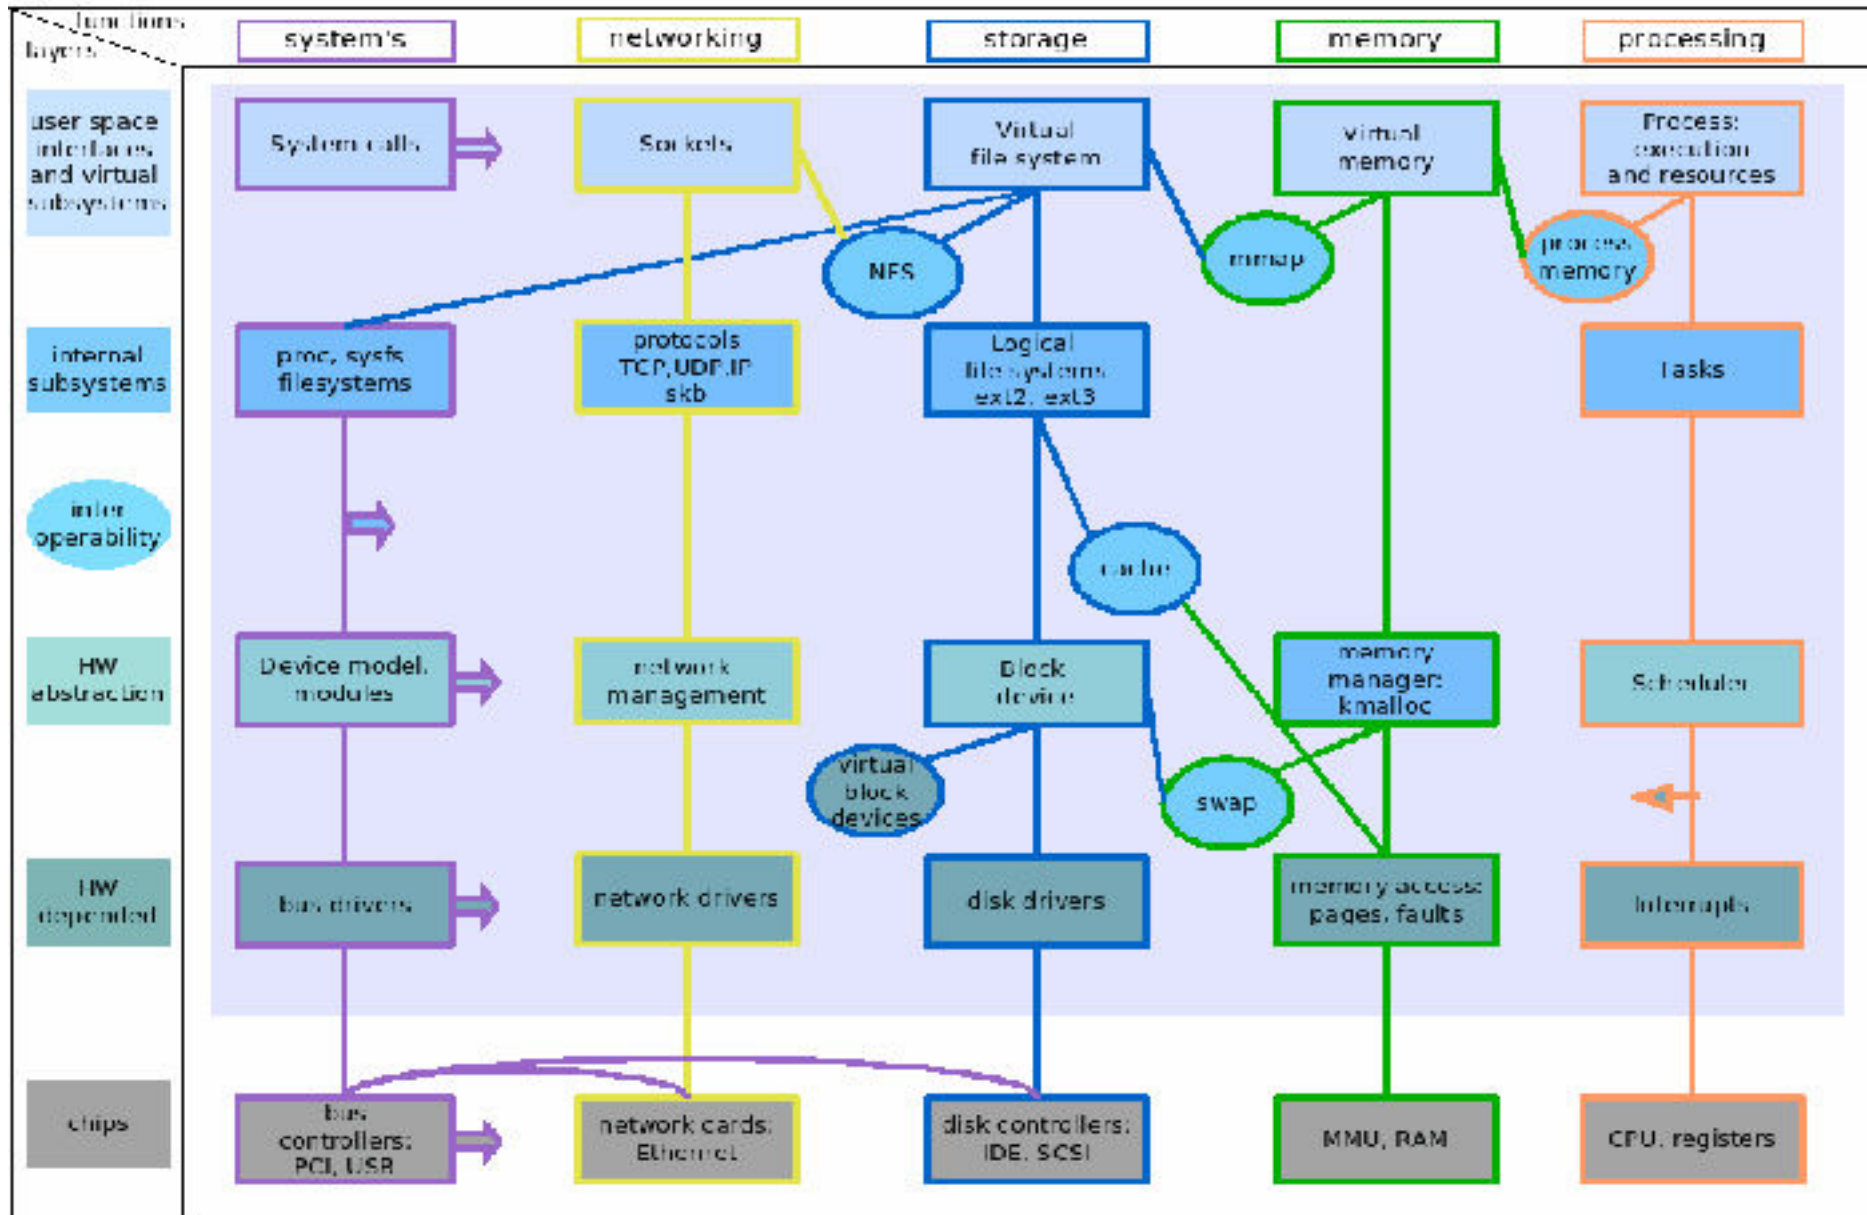 functions
layers
system's
networking
storage
memory
processing
user space
interfaces
and virtual
subsystems
System calls
Sockets
Virtual
file system
Virtual
memory
Process:
execution
and resources
NFS
mmap
process
memory
internal
subsystems
proc, sysfs
filesystems
protocols
TCP,UDP,IP
skb
Logical
file systems
ext2, ext3
Tasks
inter
operability
cache
HW
abstraction
Device model,
modules
network
management
Block
device
memory
manager:
kmalloc
Scheduler
virtual
block
devices
swap
HW
depended
bus drivers
network drivers
disk drivers
memory access:
pages, faults
Interrupts
chips
bus
controllers:
PCI, USB
network cards:
Ethernet
disk controllers:
IDE, SCSI
MMU, RAM
CPU, registers